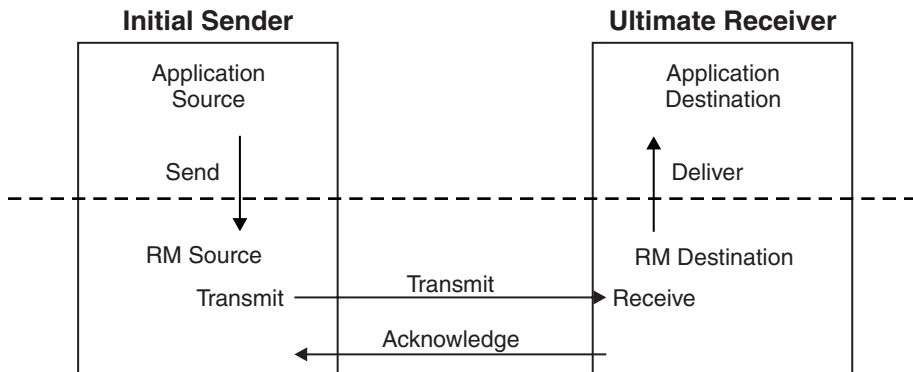 Initial Sender
Ultimate Receiver
Application
Source
Application
Destination
Send
Deliver
RM Source
RM Destination
Transmit
Transmit
Receive
Acknowledge